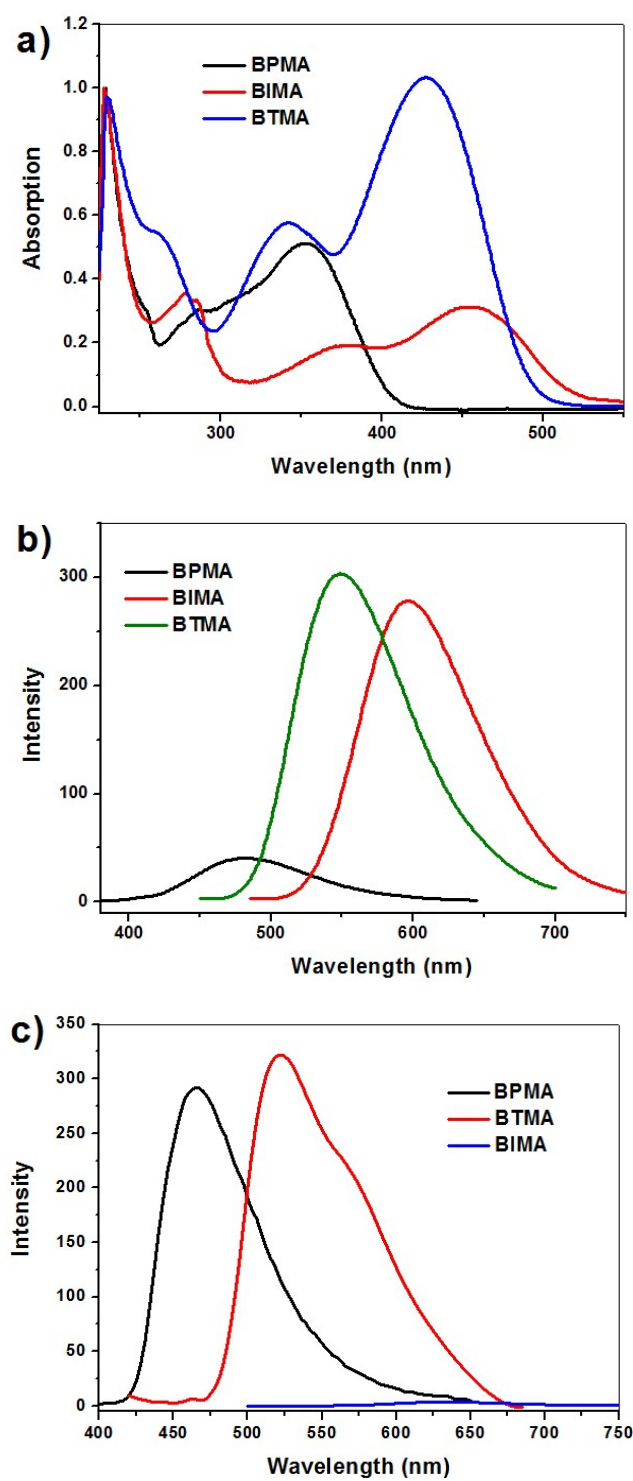 a)
1.2
1.0
0.8
0.6
0.4
0.2
0.0
Absorption
BPMA
BIMA
BTMA
300 400 500
Wavelength (nm)
b)
300
200
100
0
Intensity
BPMA
BIMA
BTMA
400 500 600 700
Wavelength (nm)
c)
350
300
250
200
150
100
50
0
Intensity
BPMA
BTMA
BIMA
400 450 500 550 600 650 700 750
Wavelength (nm)